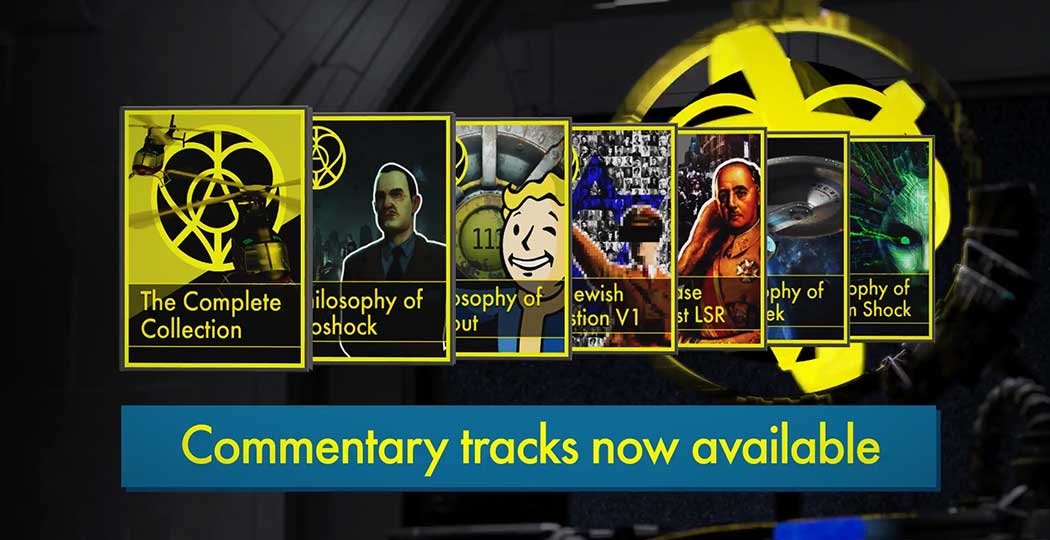 The Complete
Collection
ilosophy of
oshock
osophy of
out
ewish
stion V1
ase
st LSR
ophy of
ek
ophy of
Shock
Commentary tracks now available